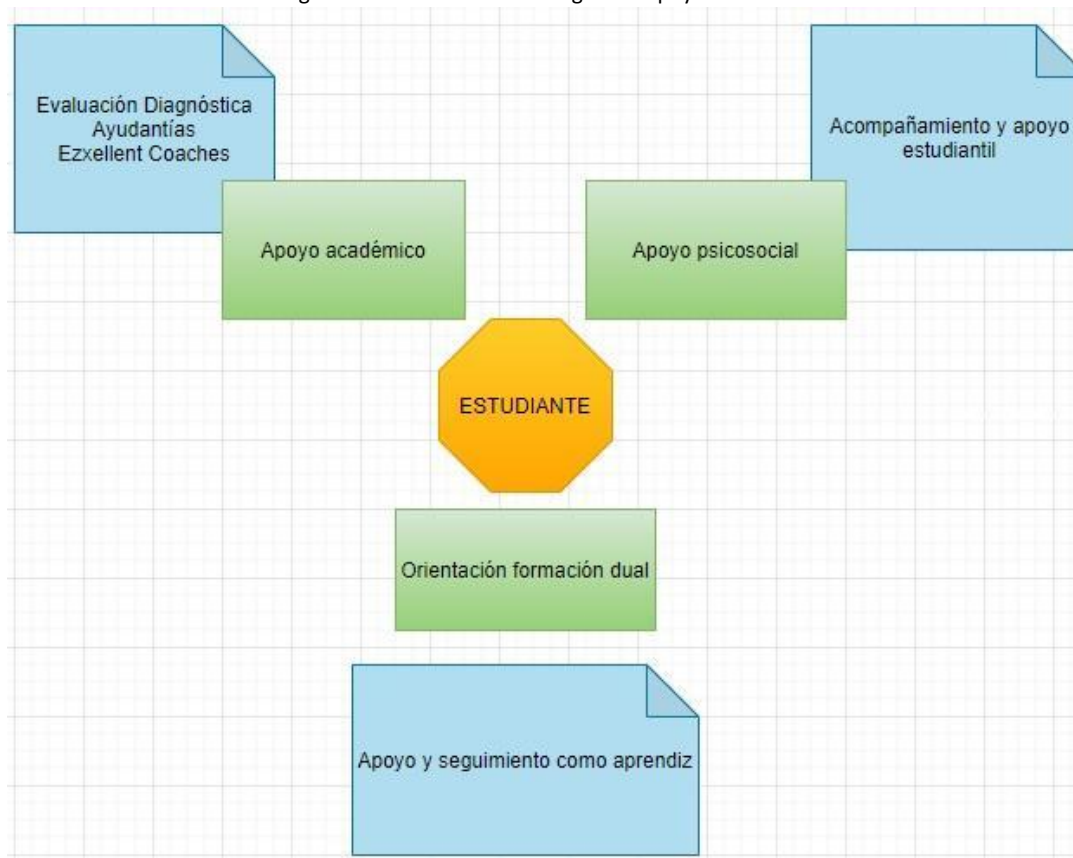 Evaluación Diagnóstica
Ayudantías
Ezxellent Coaches
Acompañamiento y apoyo
estudiantil
Apoyo académico
Apoyo psicosocial
ESTUDIANTE
Orientación formación dual
Apoyo y seguimiento como aprendiz